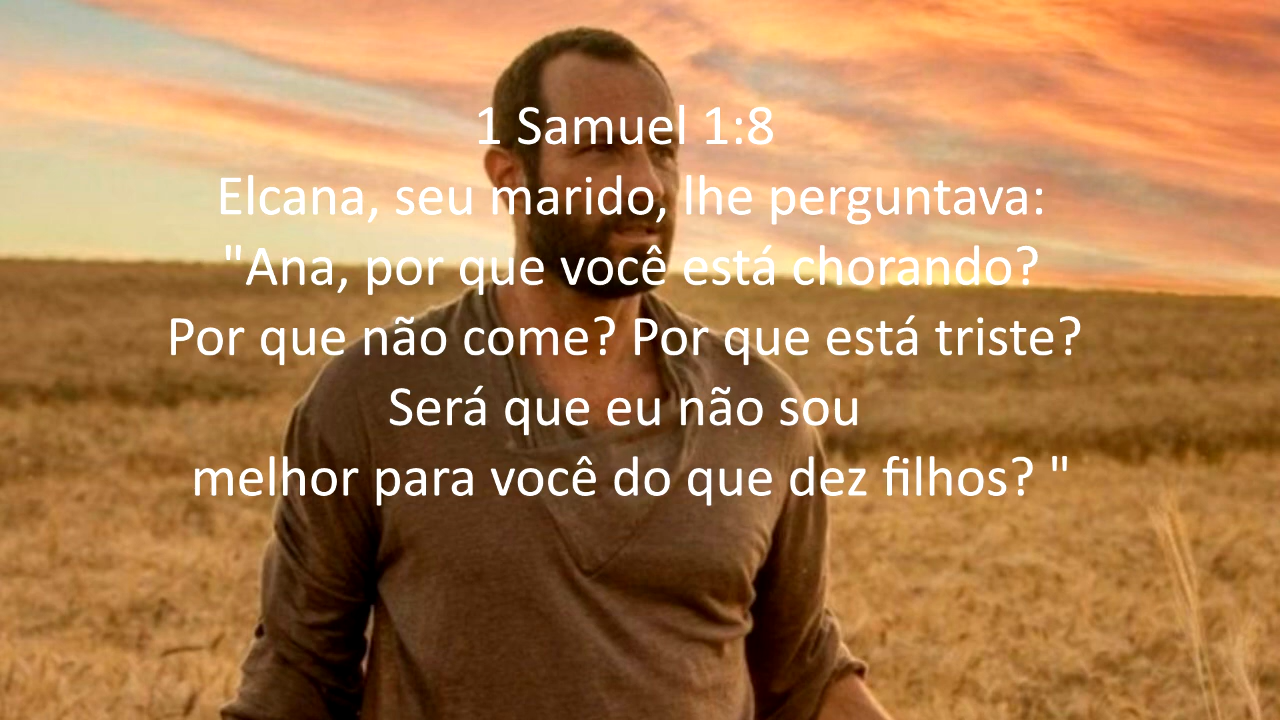 1 Samuel 1:8
Elcana, seu marido, lhe perguntava:
"Ana, por que você está chorando?
Por que não come? Por que está triste?
Será que eu não sou
melhor para você do que dez filhos? "